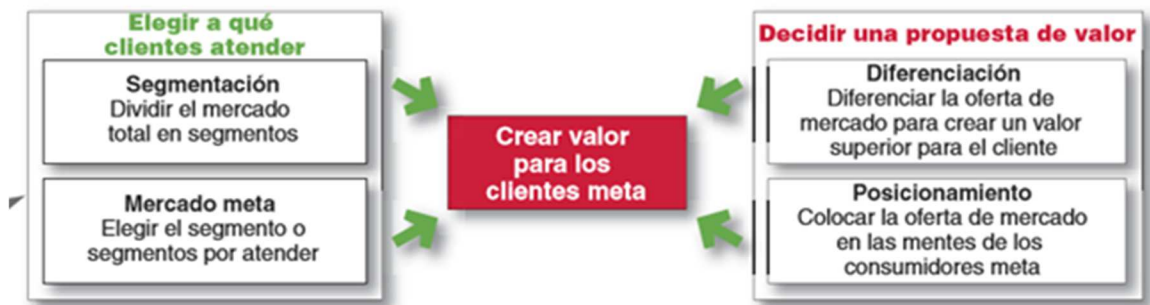 Elegir a qué
clientes atender
Segmentación
Dividir el mercado
total en segmentos
Mercado meta
Elegir el segmento o
segmentos por atender
Crear valor
para los
clientes meta
Decidir una propuesta de valor
Diferenciación
Diferenciar la oferta de
mercado para crear un valor
superior para el cliente
Posicionamiento
Colocar la oferta de mercado
en las mentes de los
consumidores meta